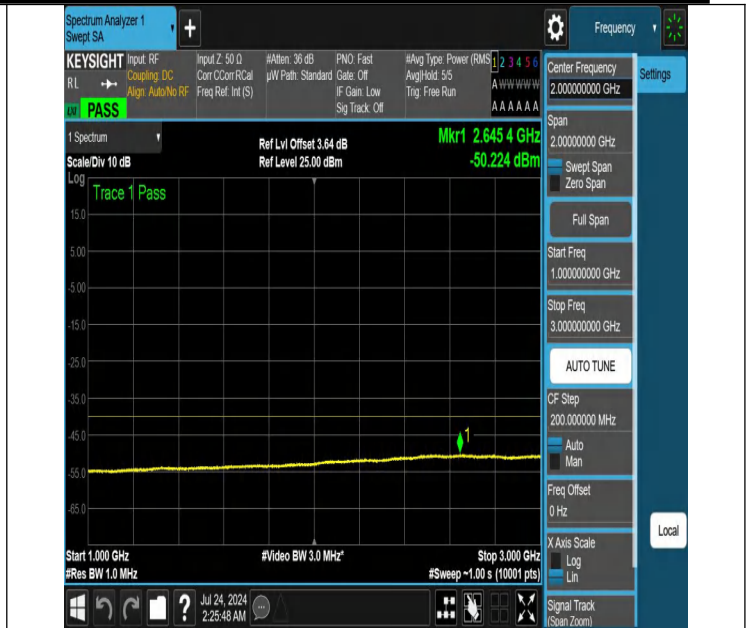 Spectrum Analyzer 1
Swept SA
Frequency
KEYSIGHT
RL
PASS
Input: RF
Coupling: DC
Align: Auto/No RF
Input Z: 50 Ω
Corr CCorr RCal
Freq Ref: Int (S)
#Atten: 36 dB
µW Path: Standard
PNO: Fast
Gate: Off
IF Gain: Low
Sig Track: Off
#Avg Type: Power (RMS
Avg|Hold: 5/5
Trig: Free Run
1 2 3 4 5 6
A W W W W W
A A A A A A
1 Spectrum
Scale/Div 10 dB
Ref Lvl Offset 3.64 dB
Ref Level 25.00 dBm
Mkr1 2.645 4 GHz
-50.224 dBm
Log
Trace 1 Pass
15.0
5.00
-5.00
-15.0
-25.0
-35.0
-45.0
-55.0
-65.0
1
Start 1.000 GHz
#Res BW 1.0 MHz
#Video BW 3.0 MHz*
Stop 3.000 GHz
#Sweep ~1.00 s (10001 pts)
Center Frequency
2.000000000 GHz
Settings
Span
2.00000000 GHz
Swept Span
Zero Span
Full Span
Start Freq
1.000000000 GHz
Stop Freq
3.000000000 GHz
AUTO TUNE
CF Step
200.000000 MHz
Auto
Man
Freq Offset
0 Hz
Local
X Axis Scale
Log
Lin
Signal Track
(Span Zoom)
?
Jul 24, 2024
2:25:48 AM